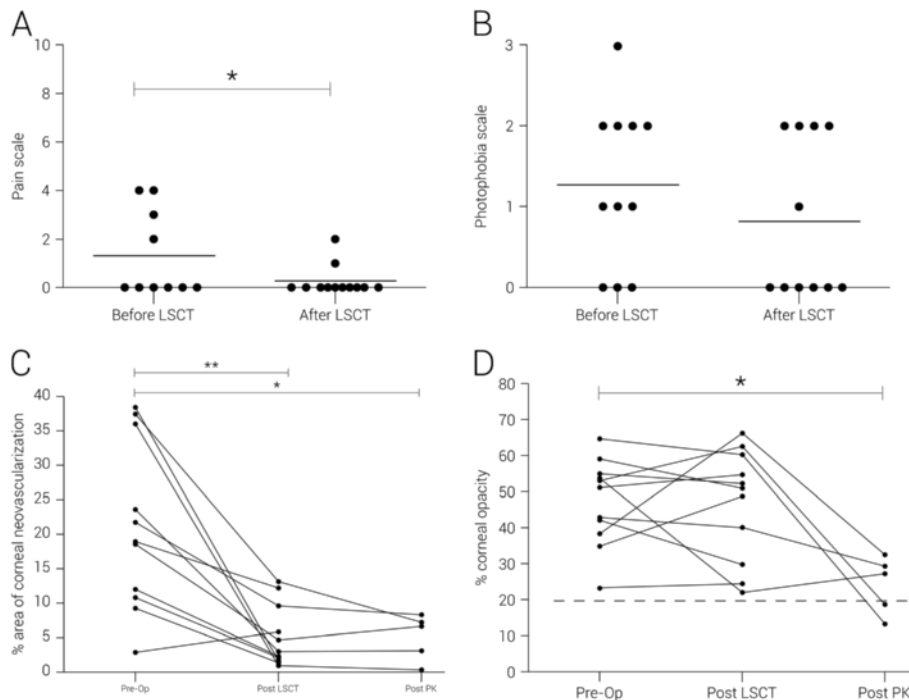 A
Pain scale
10
8
6
4
2
0
*
Before LSCT
After LSCT
B
Photophobia scale
3
2
1
0
Before LSCT
After LSCT
C
% area of corneal neovascularization
40
35
30
25
20
15
10
5
0
**
*
Pre-Op
Post LSCT
Post PK
D
% corneal opacity
80
70
60
50
40
30
20
10
0
*
Pre-Op
Post LSCT
Post PK